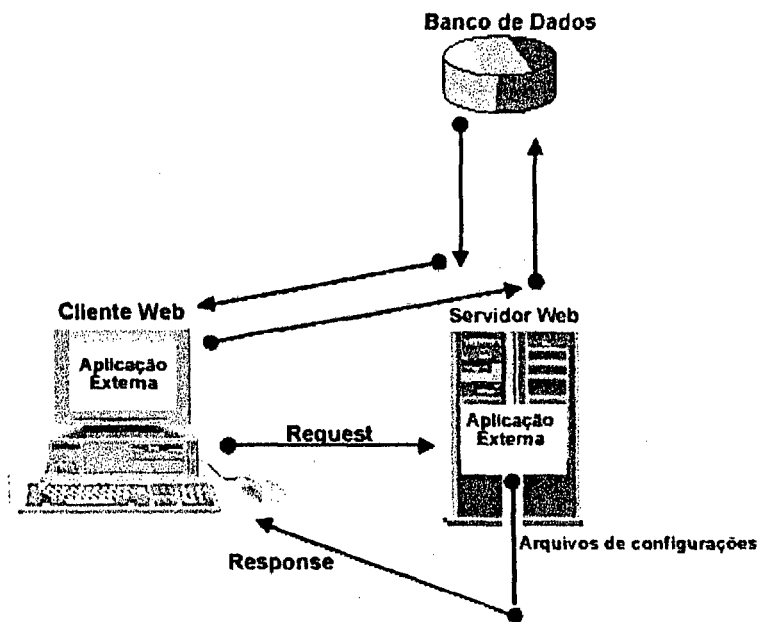 Banco de Dados
Cliente Web
Servidor Web
Aplicação
Externa
Aplicação
Externa
Request
Arquivos de configurações
Response